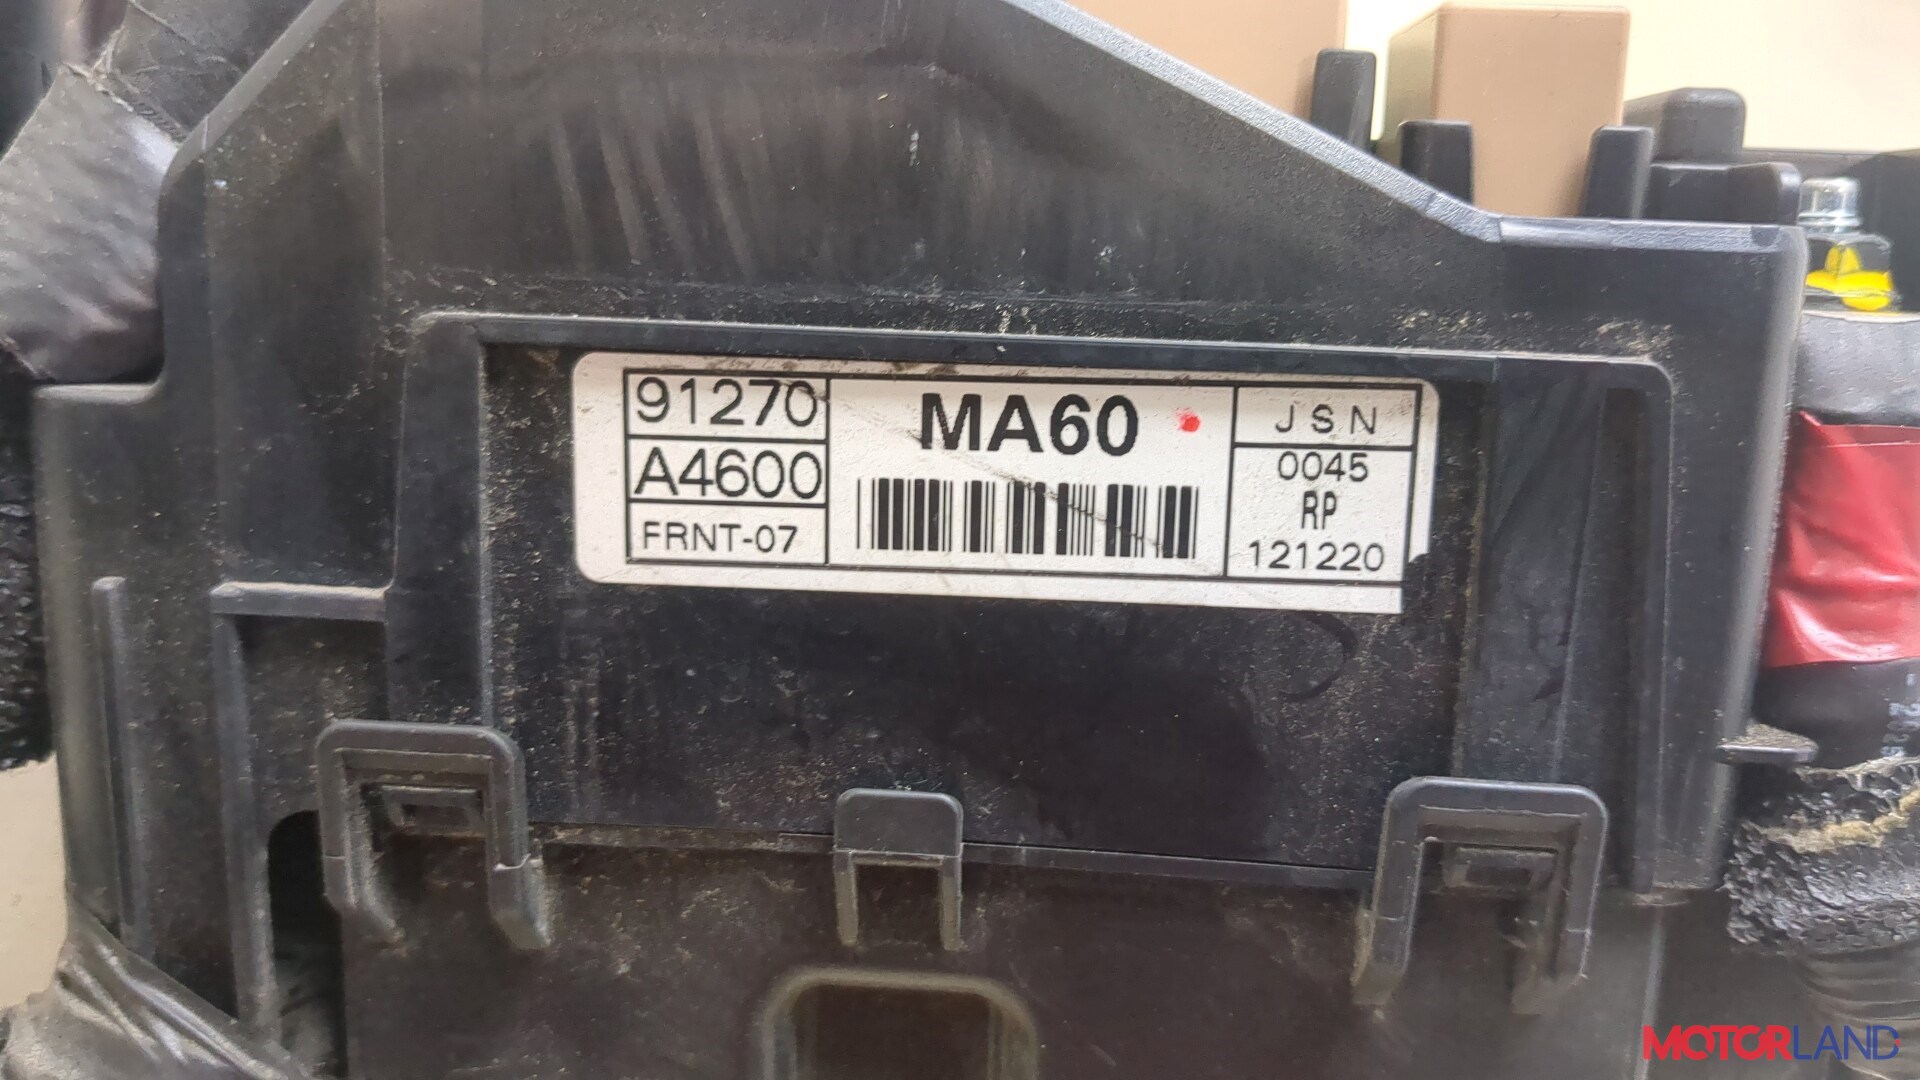 91270
A4600
FRNT-07
MA60
JSN
0045
RP
121220
MOTORLAND